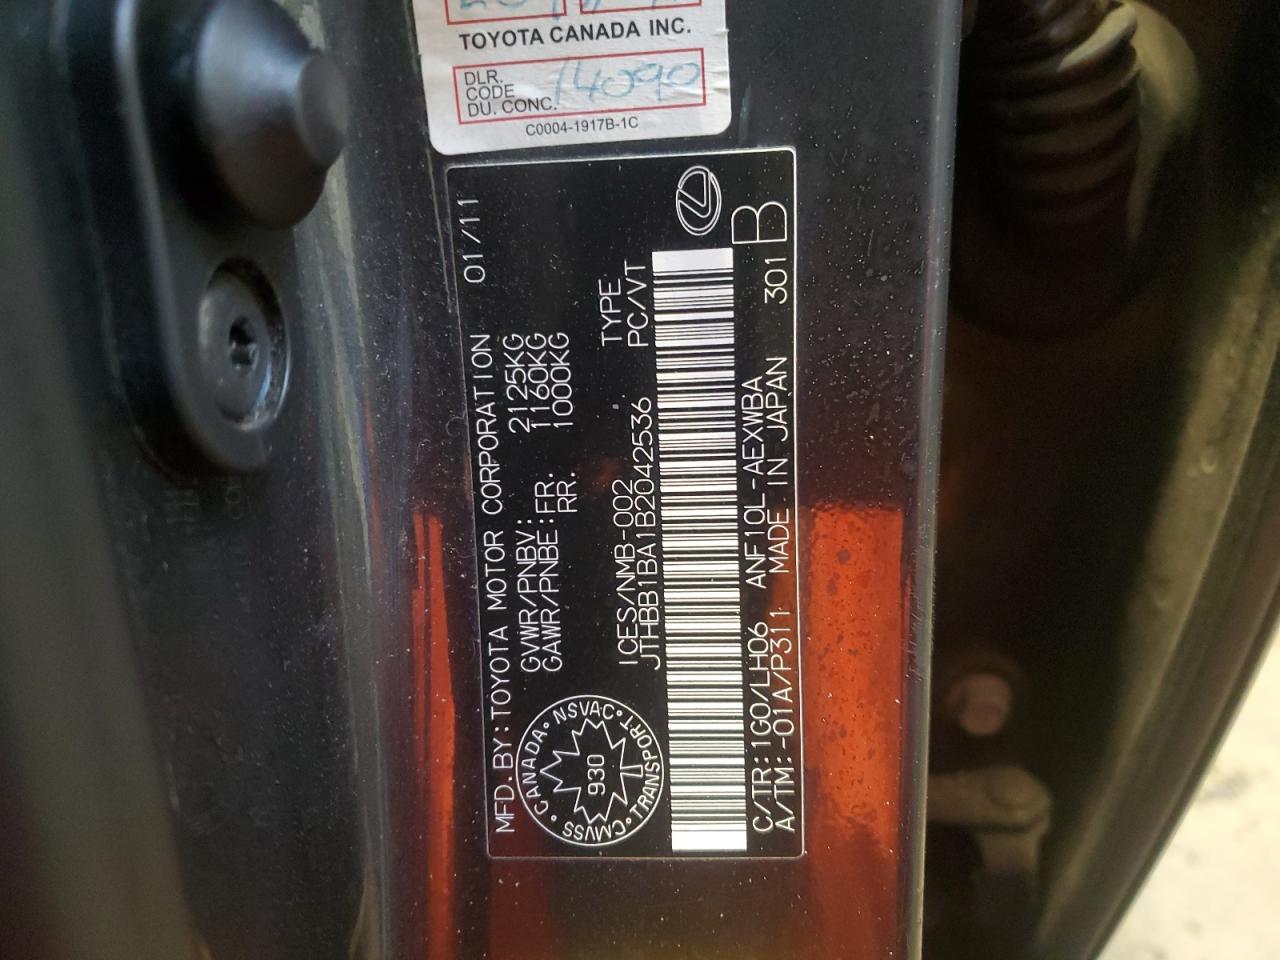 TOYOTA CANADA INC.
DLR.
CODE
DU. CONC.
14090
C0004-1917B-1C
MFD. BY: TOYOTA MOTOR CORPORATION 01/11
GVWR/PNBV: 2125KG
GAWR/PNBE: FR. 1160KG
RR. 1000KG
ICES/NMB-002 TYPE
JTHBB1BA1B2042536 PC/VT
C/TR: 1G0/LH06 ANF10L-AEXWBA 301 B
A/TM: -01A/P311 MADE IN JAPAN
CANADA • NSVAC • TRANSPORT • CMVSS •
930